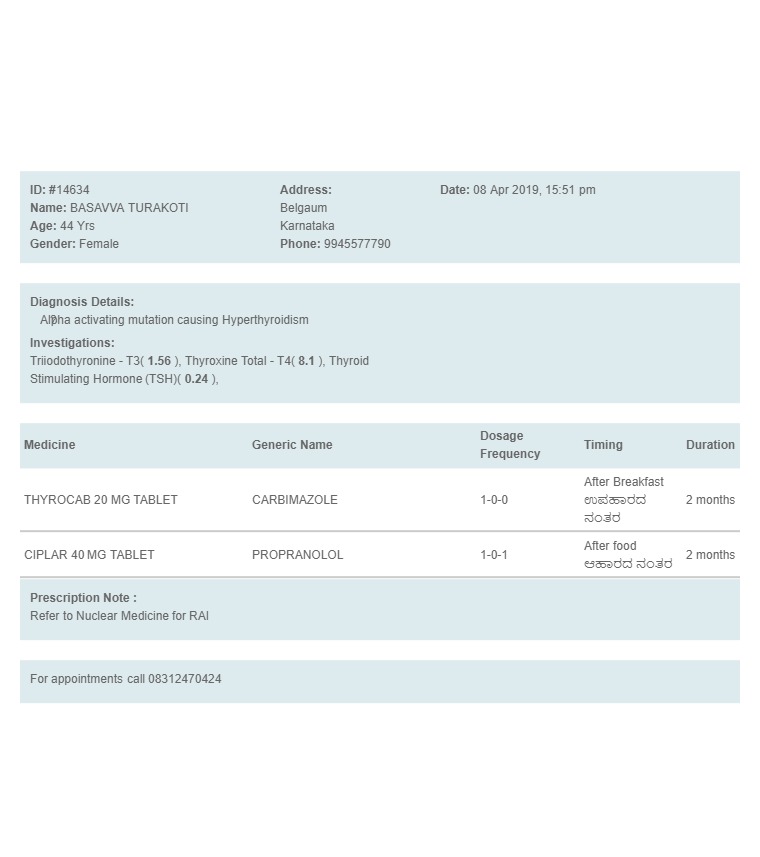 ID: #14634
Name: BASAVVA TURAKOTI
Age: 44 Yrs
Gender: Female
Address:
Belgaum
Karnataka
Phone: 9945577790
Date: 08 Apr 2019, 15:51 pm
Diagnosis Details:
activating mutation causing Hyperthyroidism
Investigations:
Triiodothyronine - T3( 1.56 ), Thyroxine Total - T4( 8.1 ), Thyroid
Stimulating Hormone (TSH)( 0.24 ),
Medicine Generic Name Dosage Frequency Timing Duration
THYROCAB 20 MG TABLET CARBIMAZOLE 1-0-0 After Breakfast ಉಪಹಾರದ ನಂತರ 2 months
CIPLAR 40 MG TABLET PROPRANOLOL 1-0-1 After food ಆಹಾರದ ನಂತರ 2 months
Prescription Note :
Refer to Nuclear Medicine for RAI
For appointments call 08312470424